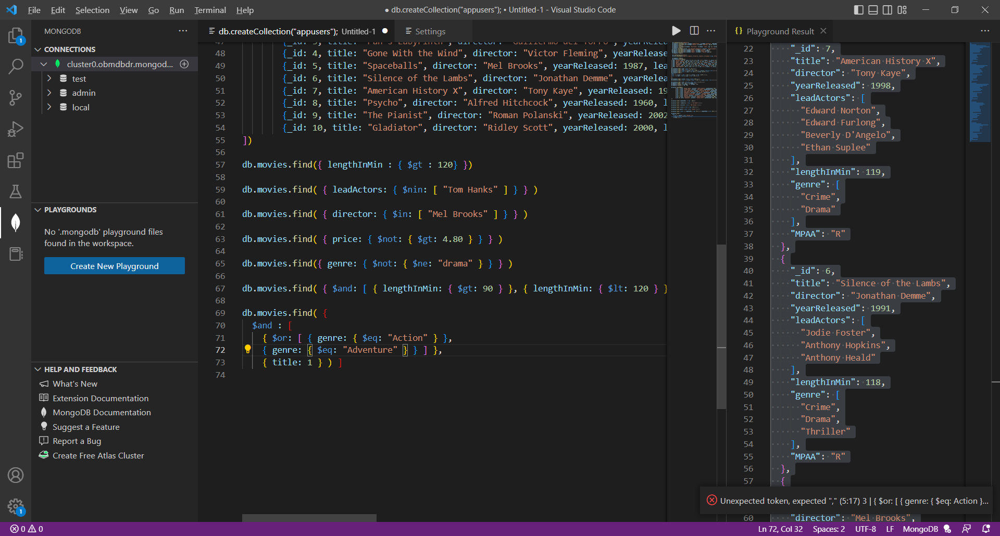 File Edit Selection View Go Run Terminal Help
● db.createCollection("appusers"); • Untitled-1 - Visual Studio Code
MONGODB
CONNECTIONS
cluster0.obmdbdr.mongod...
test
admin
local
PLAYGROUNDS
No '.mongodb' playground files
found in the workspace.
Create New Playground
HELP AND FEEDBACK
What's New
Extension Documentation
MongoDB Documentation
Suggest a Feature
Report a Bug
Create Free Atlas Cluster
1
1
db.createCollection("appusers"); Untitled-1
Settings
48 {_id: 4, title: "Gone With the Wind", director: "Victor Fleming", yearRelease
49 {_id: 5, title: "Spaceballs", director: "Mel Brooks", yearReleased: 1987, lea
50 {_id: 6, title: "Silence of the Lambs", director: "Jonathan Demme", yearRelea
51 {_id: 7, title: "American History X", director: "Tony Kaye", yearReleased: 19
52 {_id: 8, title: "Psycho", director: "Alfred Hitchcock", yearReleased: 1960, l
53 {_id: 9, title: "The Pianist", director: "Roman Polanski", yearReleased: 2002
54 {_id: 10, title: "Gladiator", director: "Ridley Scott", yearReleased: 2000, l
55 ])
56
57 db.movies.find({ lengthInMin : { $gt : 120} })
58
59 db.movies.find( { leadActors: { $nin: [ "Tom Hanks" ] } } )
60
61 db.movies.find( { director: { $in: [ "Mel Brooks" ] } } )
62
63 db.movies.find( { price: { $not: { $gt: 4.80 } } } )
64
65 db.movies.find({ genre: { $not: { $ne: "drama" } } } )
66
67 db.movies.find( { $and: [ { lengthInMin: { $gt: 90 } }, { lengthInMin: { $lt: 120 } }
68
69 db.movies.find( {
70 $and : [
71 { $or: [ { genre: { $eq: "Action" } },
72 { genre: { $eq: "Adventure" } } ] },
73 { title: 1 } ) ]
74
Playground Result
22 "_id": 7,
23 "title": "American History X",
24 "director": "Tony Kaye",
25 "yearReleased": 1998,
26 "leadActors": [
27 "Edward Norton",
28 "Edward Furlong",
29 "Beverly D'Angelo",
30 "Ethan Suplee"
31 ],
32 "lengthInMin": 119,
33 "genre": [
34 "Crime",
35 "Drama"
36 ],
37 "MPAA": "R"
38 },
39 {
40 "_id": 6,
41 "title": "Silence of the Lambs",
42 "director": "Jonathan Demme",
43 "yearReleased": 1991,
44 "leadActors": [
45 "Jodie Foster",
46 "Anthony Hopkins",
47 "Anthony Heald"
48 ],
49 "lengthInMin": 118,
50 "genre": [
51 "Crime",
52 "Drama",
53 "Thriller"
54 ],
55 "MPAA": "R"
56 },
57 {
Unexpected token, expected "," (5:17) 3 | { $or: [ { genre: { $eq: Action }...
60 "director": "Mel Brooks",
0 0
Ln 72, Col 32 Spaces: 2 UTF-8 LF MongoDB